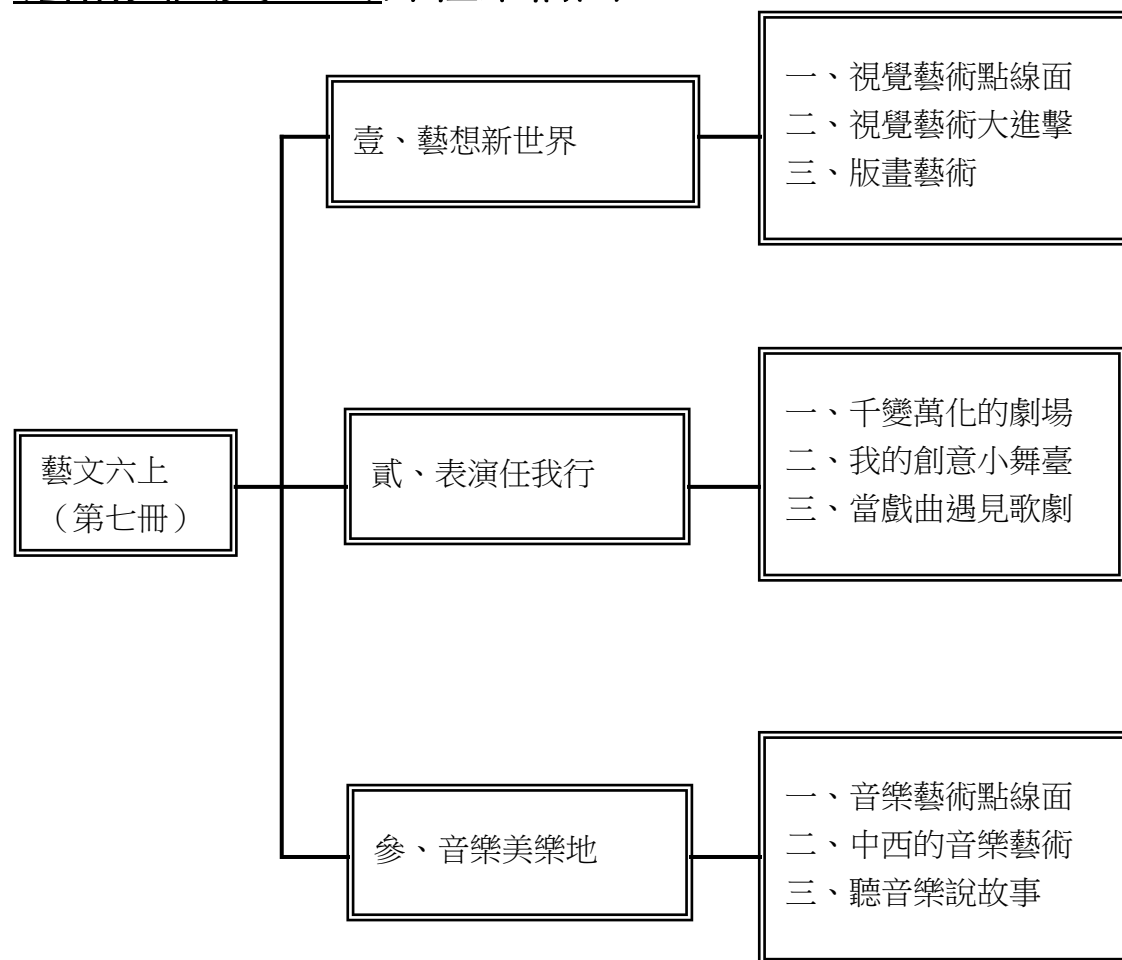 壹、藝想新世界
一、視覺藝術點線面
二、視覺藝術大進擊
三、版畫藝術
藝文六上
（第七冊）
貳、表演任我行
一、千變萬化的劇場
二、我的創意小舞臺
三、當戲曲遇見歌劇
參、音樂美樂地
一、音樂藝術點線面
二、中西的音樂藝術
三、聽音樂說故事